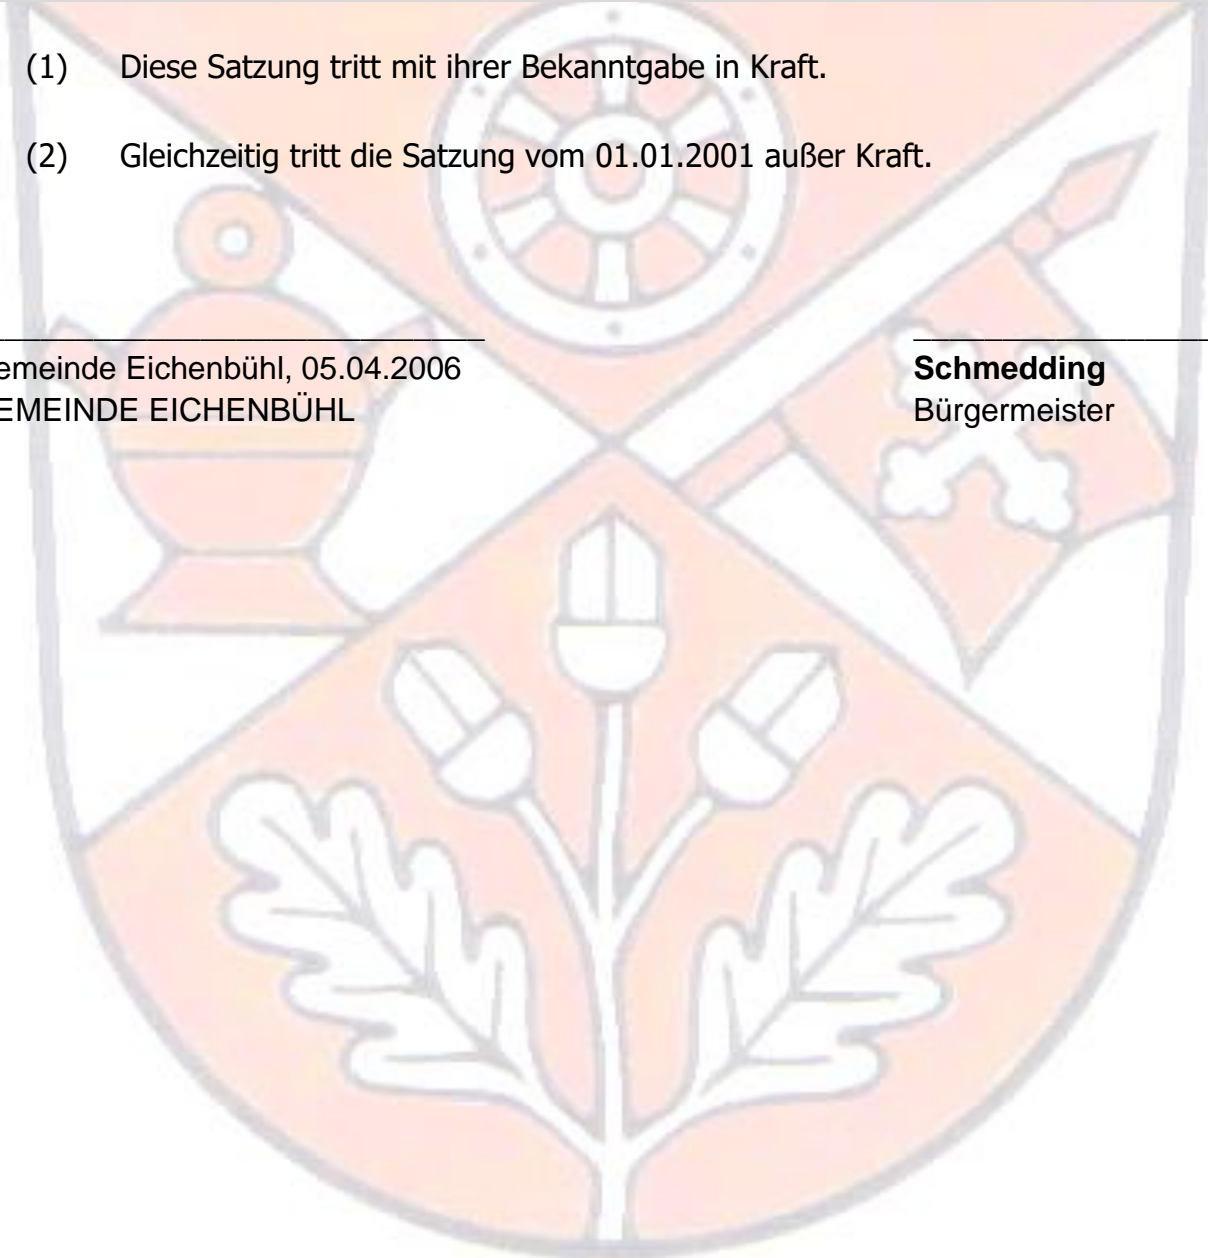 (1) Diese Satzung tritt mit ihrer Bekanntgabe in Kraft.
(2) Gleichzeitig tritt die Satzung vom 01.01.2001 außer Kraft.
emeinde Eichenbühl, 05.04.2006
EMEINDE EICHENBÜHL
Schmedding
Bürgermeister